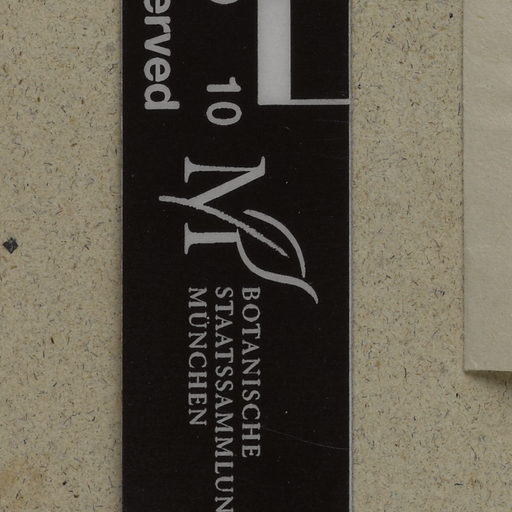 erved
10
BOTANISCHE
STAATSSAMMLUN
MÜNCHEN